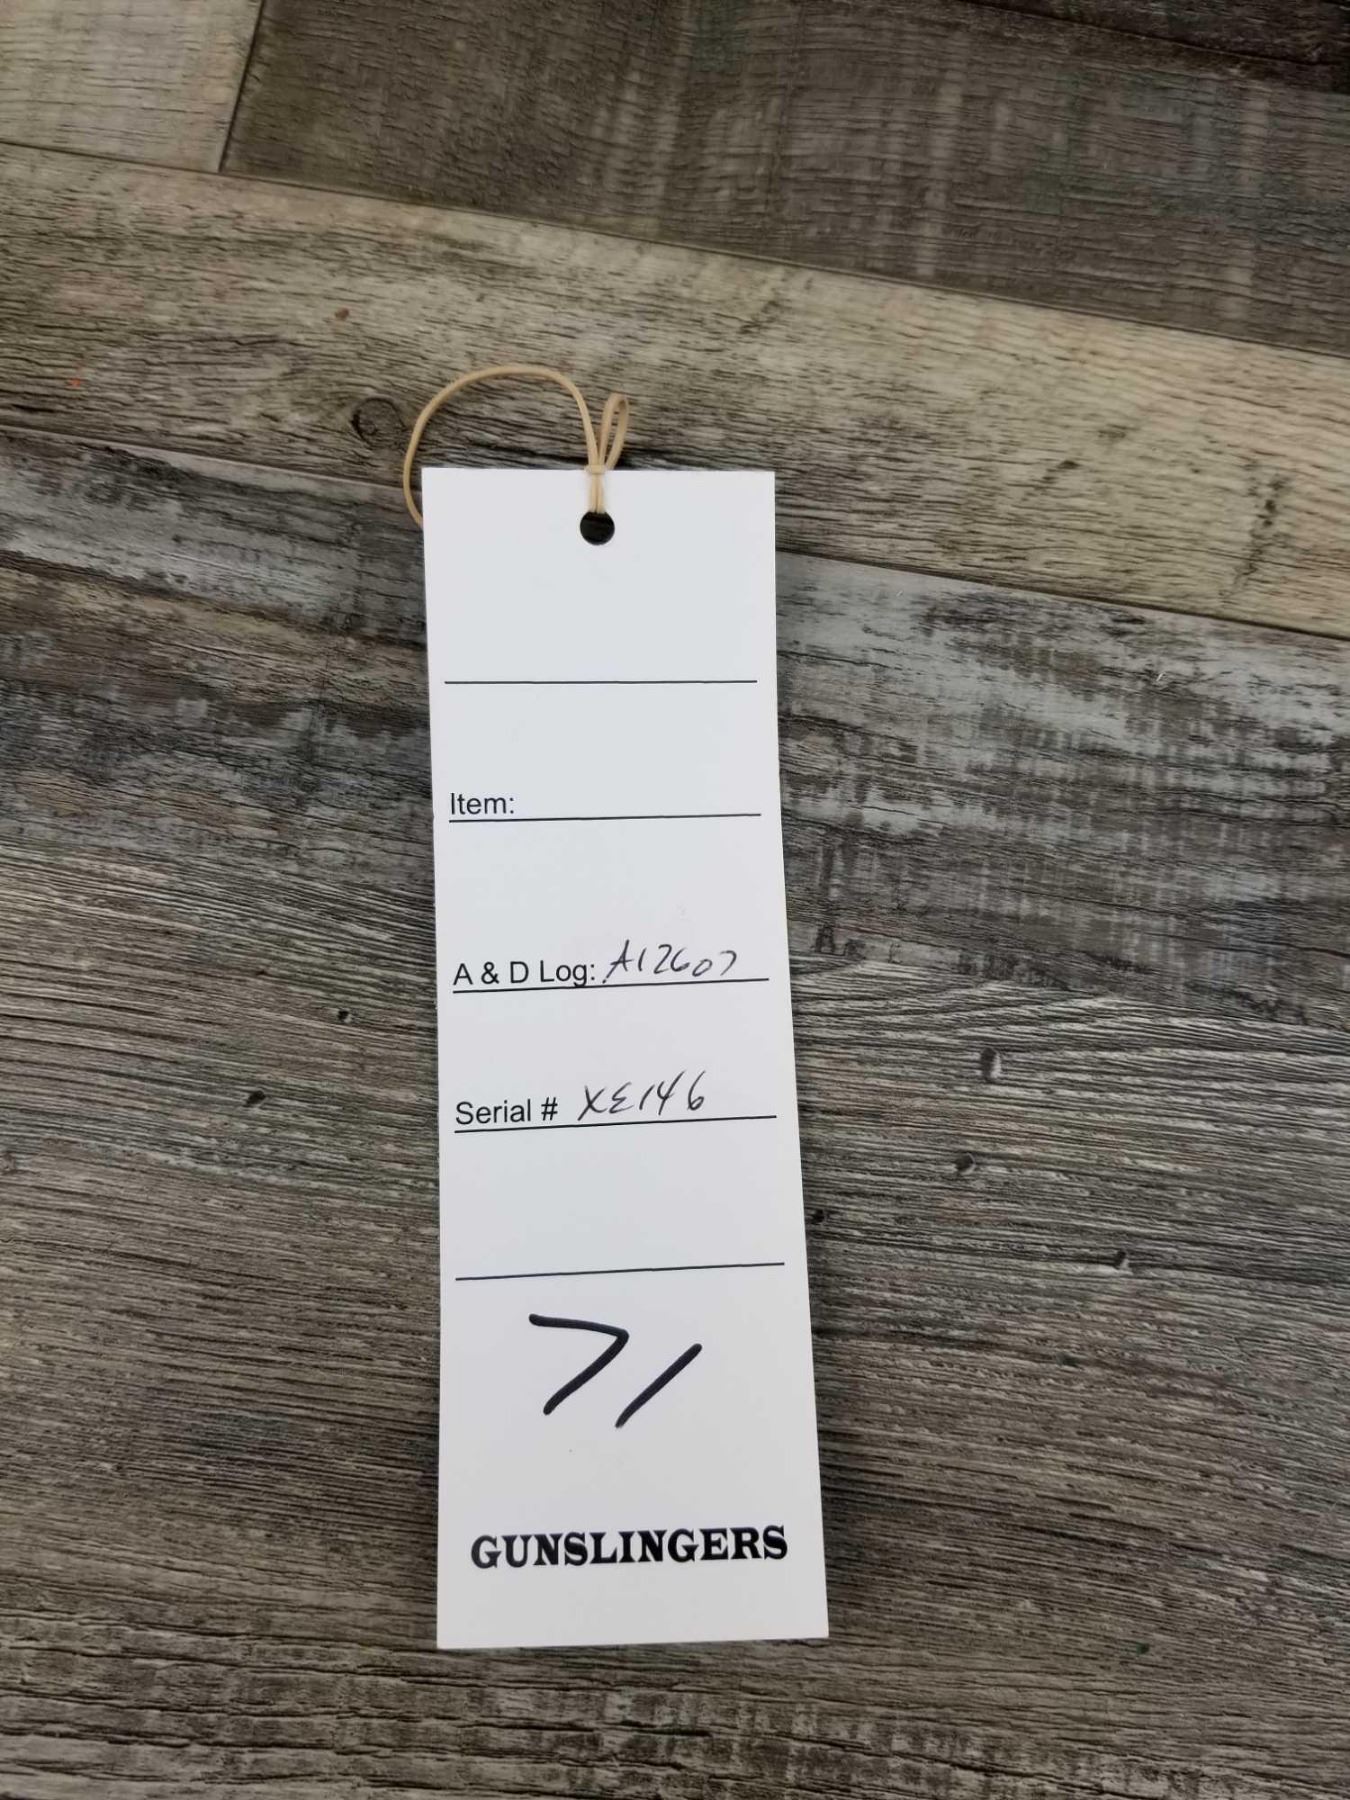 Item:
A & D Log: A12607
Serial # XE146
71
GUNSLINGERS